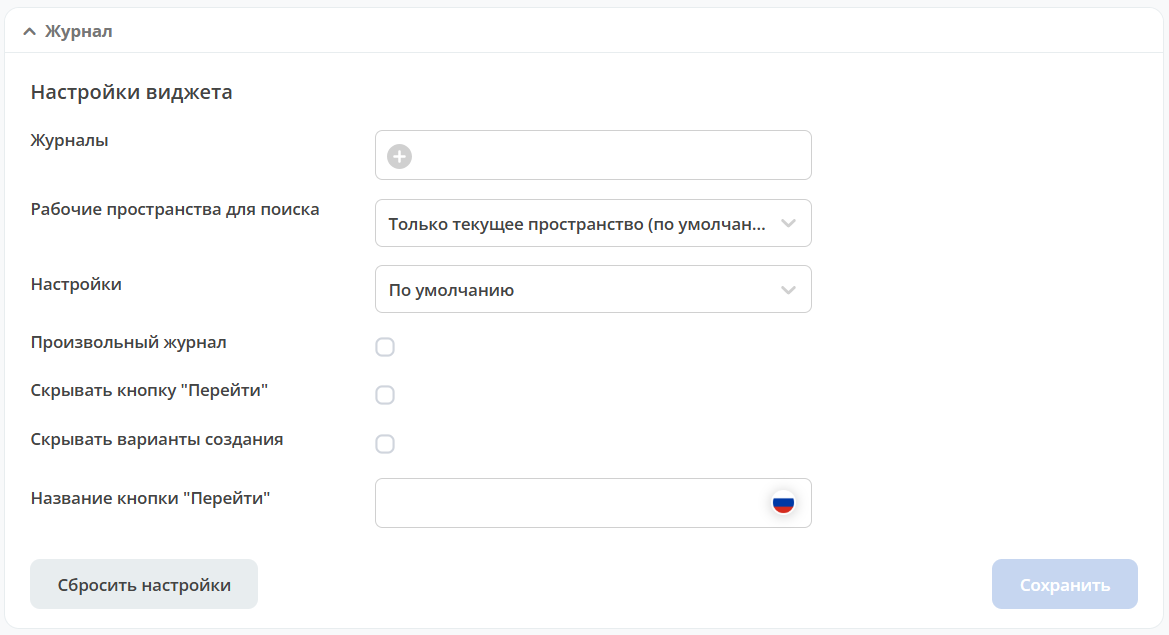 Журнал
Настройки виджета
Журналы
Рабочие пространства для поиска
Только текущее пространство (по умолчан...
Настройки
По умолчанию
Произвольный журнал
Скрывать кнопку "Перейти"
Скрывать варианты создания
Название кнопки "Перейти"
Сбросить настройки
Сохранить